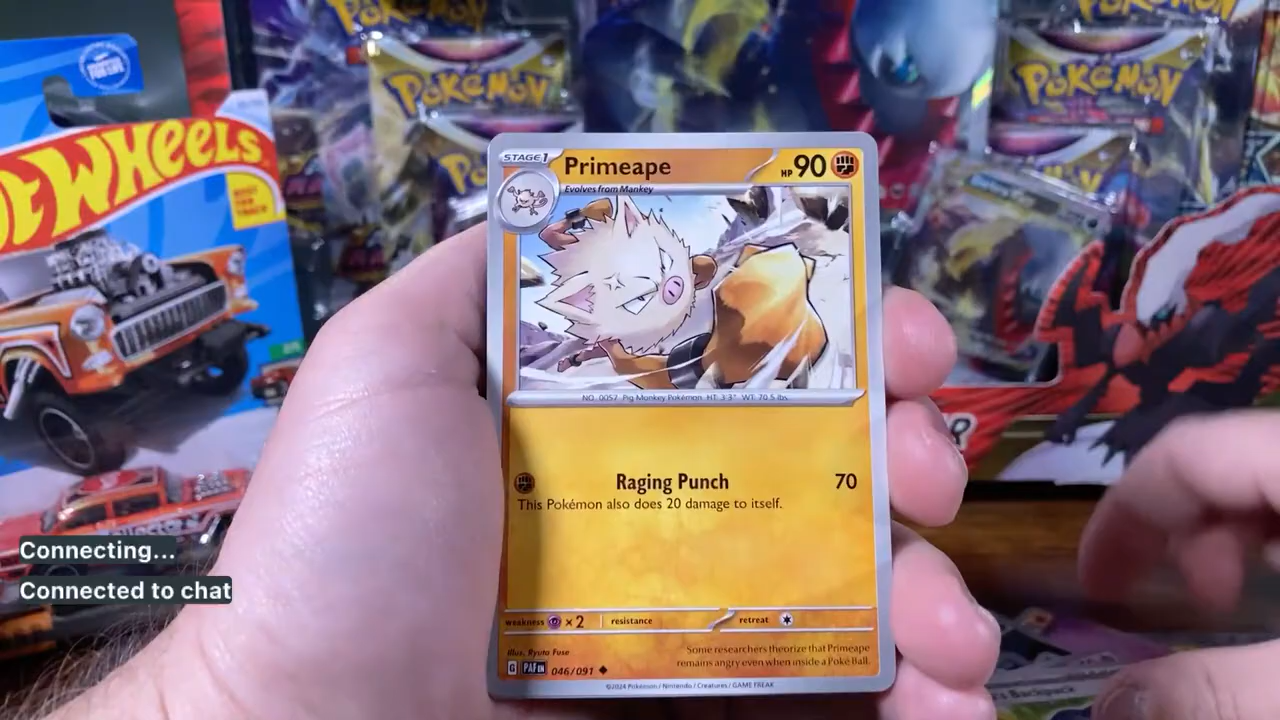 POKÉMON
POKÉMON
POKÉMON
POKÉMON
HOT WHEELS
STAGE 1
Primeape
HP 90
Evolves from Mankey
NO. 0057 Pig Monkey Pokémon HT: 3'3" WT: 70.5 lbs.
Raging Punch 70
This Pokémon also does 20 damage to itself.
Connecting...
Connected to chat
weakness ×2 resistance retreat
Illus. Ryuta Fuse
Some researchers theorize that Primeape
remains angry even when inside a Poké Ball.
G PAF EN 046/091
©2024 Pokémon / Nintendo / Creatures / GAME FREAK
's Backpack